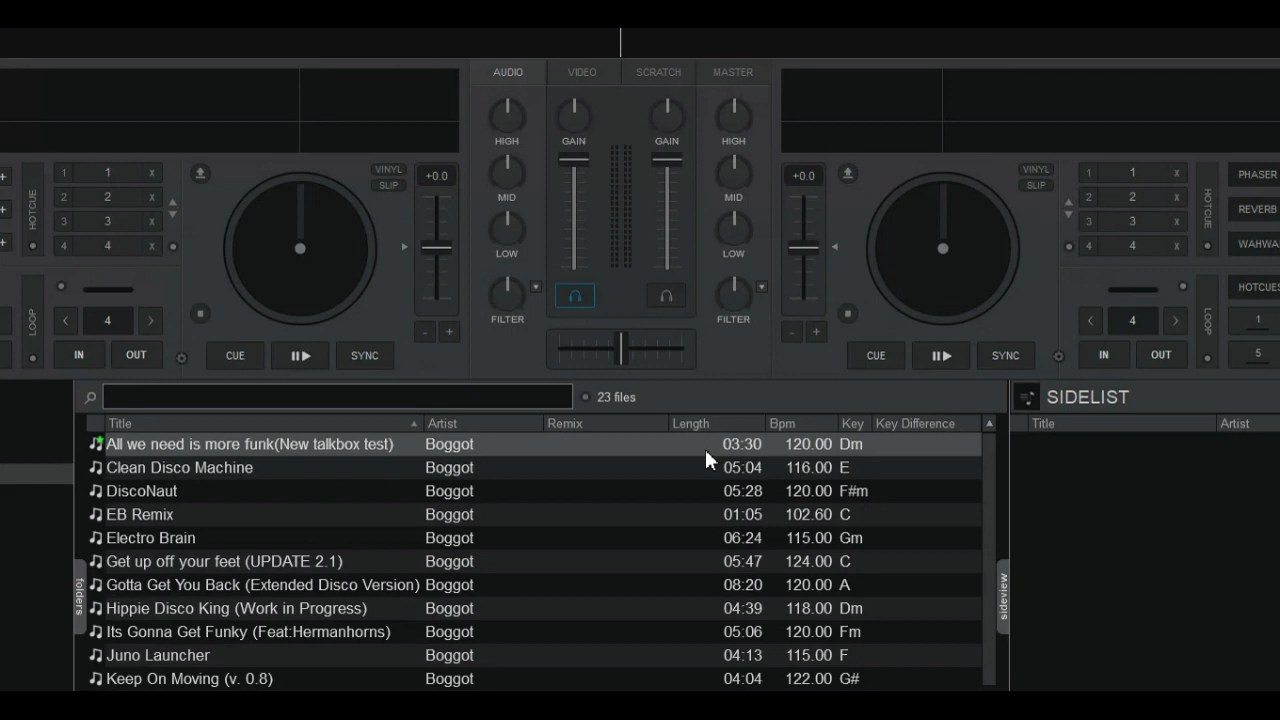 AUDIO VIDEO SCRATCH MASTER
HIGH GAIN GAIN HIGH
MID MID
LOW LOW
FILTER FILTER
+
+
+
HOTCUE
1 1 x
2 2 x
3 3 x
4 4 x
VINYL
SLIP
+0.0
LOOP
< 4 >
IN OUT
CUE SYNC
- +
+0.0
VINYL
SLIP
1 1 x
2 2 x
3 3 x
4 4 x
HOTCUE
PHASER
REVERB
WAHWA
HOTCUES
- +
CUE SYNC
< 4 >
IN OUT
LOOP
1
5
23 files
SIDELIST
Title Artist Remix Length Bpm Key Key Difference
Title Artist
All we need is more funk(New talkbox test) Boggot 03:30 120.00 Dm
Clean Disco Machine Boggot 05:04 116.00 E
DiscoNaut Boggot 05:28 120.00 F#m
EB Remix Boggot 01:05 102.60 C
Electro Brain Boggot 06:24 115.00 Gm
Get up off your feet (UPDATE 2.1) Boggot 05:47 124.00 C
Gotta Get You Back (Extended Disco Version) Boggot 08:20 120.00 A
Hippie Disco King (Work in Progress) Boggot 04:39 118.00 Dm
Its Gonna Get Funky (Feat:Hermanhorns) Boggot 05:06 120.00 Fm
Juno Launcher Boggot 04:13 115.00 F
Keep On Moving (v. 0.8) Boggot 04:04 122.00 G#
folders
sideview